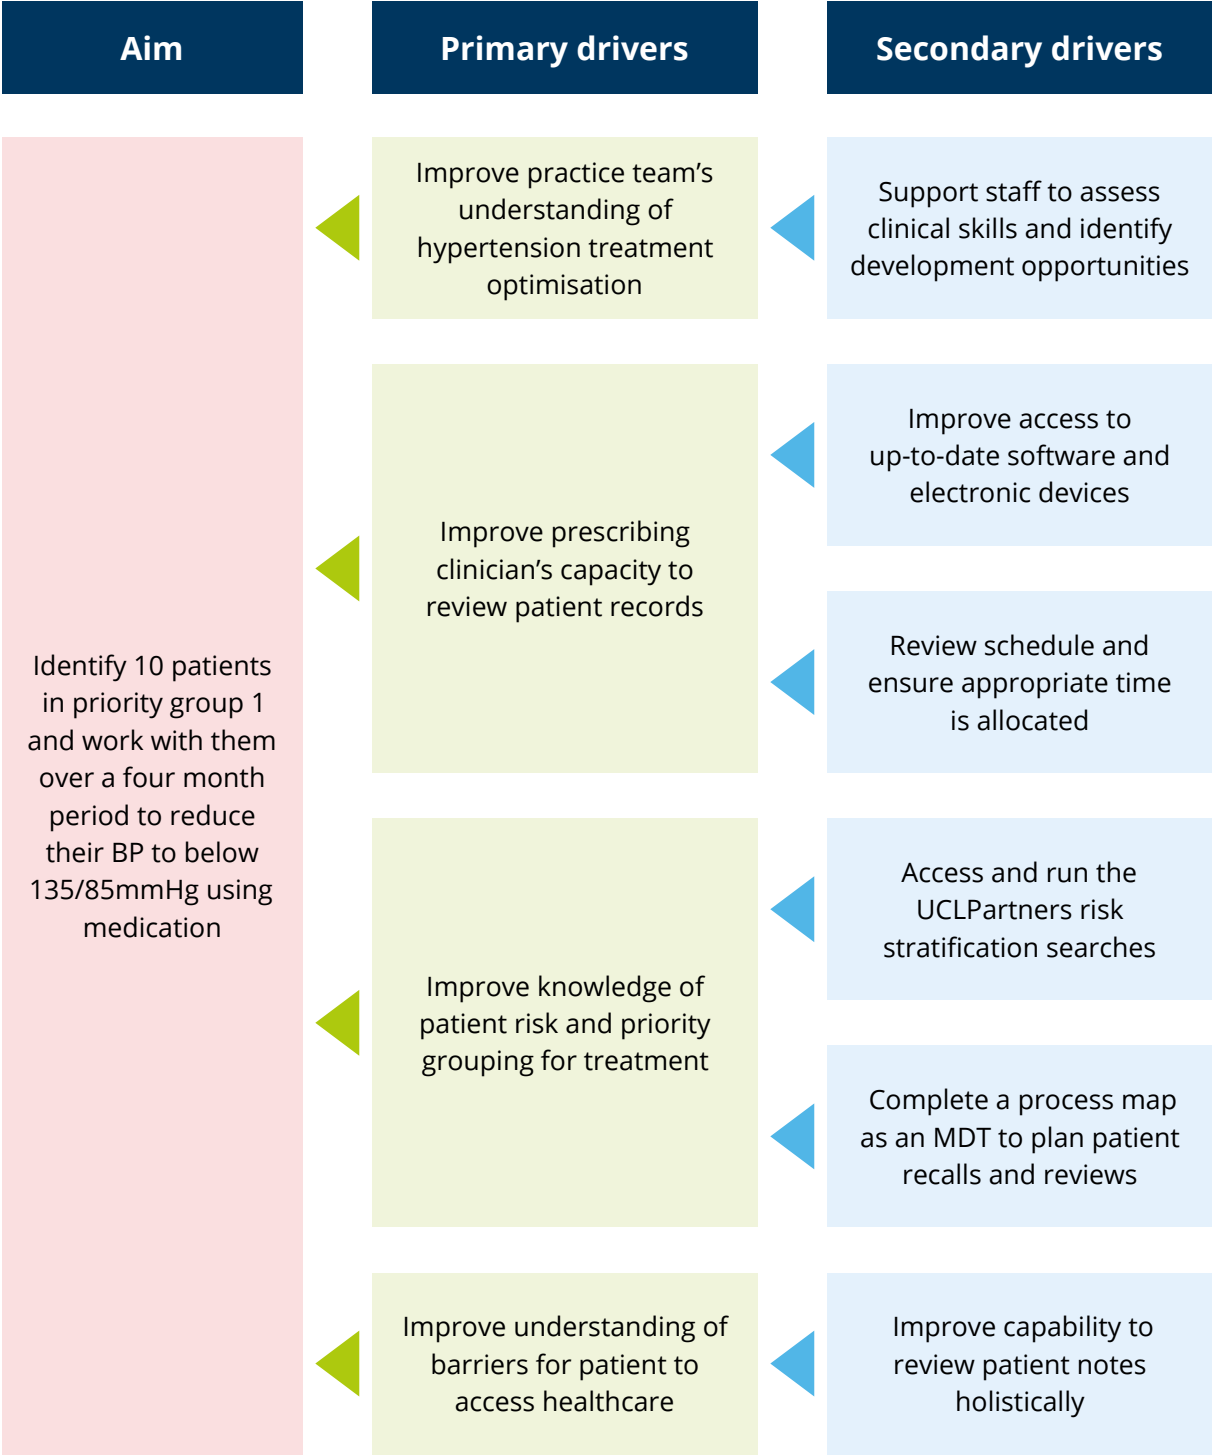 Aim
Primary drivers
Secondary drivers
Identify 10 patients
in priority group 1
and work with them
over a four month
period to reduce
their BP to below
135/85mmHg using
medication
Improve practice team’s
understanding of
hypertension treatment
optimisation
Support staff to assess
clinical skills and identify
development opportunities
Improve prescribing
clinician’s capacity to
review patient records
Improve access to
up-to-date software and
electronic devices
Review schedule and
ensure appropriate time
is allocated
Improve knowledge of
patient risk and priority
grouping for treatment
Access and run the
UCLPartners risk
stratification searches
Complete a process map
as an MDT to plan patient
recalls and reviews
Improve understanding of
barriers for patient to
access healthcare
Improve capability to
review patient notes
holistically